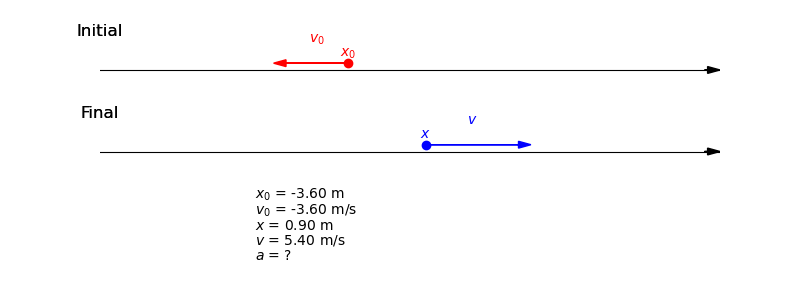 Initial
v₀
x₀
Final
v
x
x₀ = -3.60 m
v₀ = -3.60 m/s
x = 0.90 m
v = 5.40 m/s
a = ?